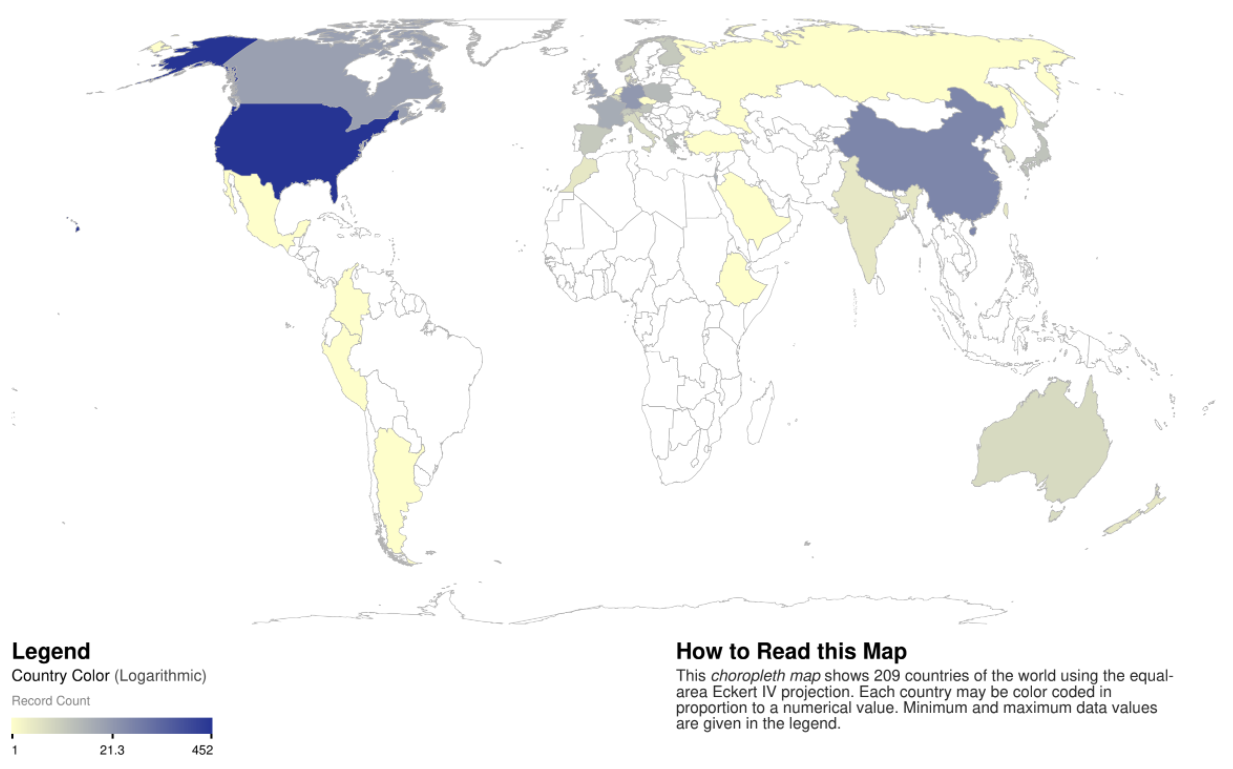 Legend
Country Color (Logarithmic)
Record Count
1 21.3 452
How to Read this Map
This choropleth map shows 209 countries of the world using the equal-
area Eckert IV projection. Each country may be color coded in
proportion to a numerical value. Minimum and maximum data values
are given in the legend.